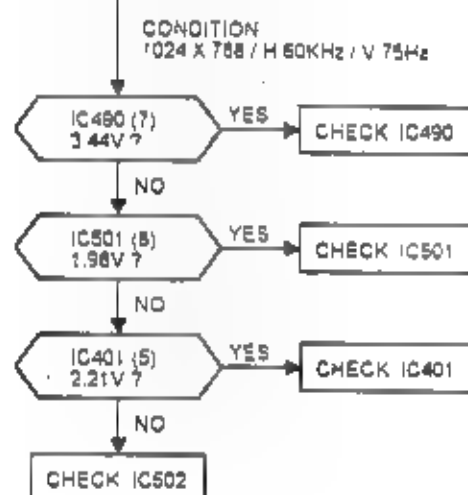 CONDITION
1024 X 768 / H 60KHz / V 75Hz
IC490 (7)
3.44V ?
YES
CHECK IC490
NO
IC501 (6)
1.96V ?
YES
CHECK IC501
NO
IC401 (5)
2.21V ?
YES
CHECK IC401
NO
CHECK IC502